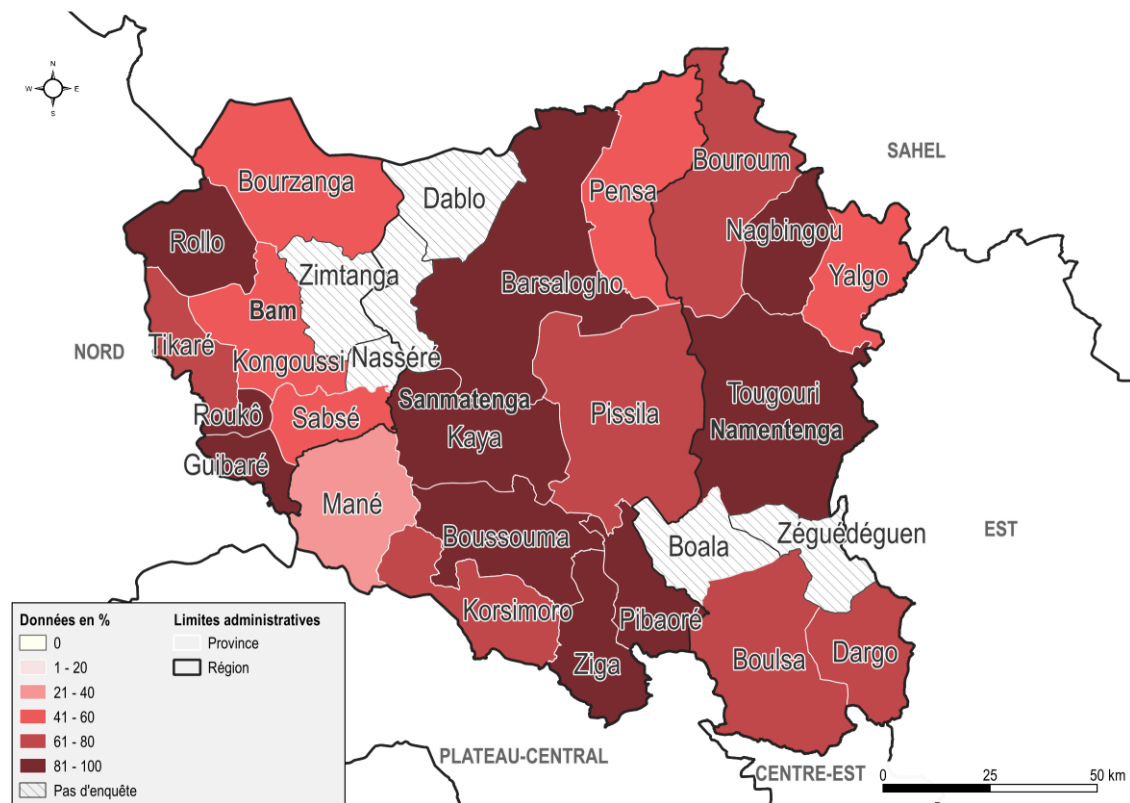 N
W E
S
SAHEL
Bouroum
Bourzanga
Pensa
Dablo
Nagbingou
Rollo
Zimtanga
Yalgo
Barsalogho
Bam
Tikaré
NORD
Nasséré
Kongoussi
Tougouri
Sanmatenga
Pissila
Namentenga
Roukô
Sabsé
Kaya
Guibaré
Mané
Zéguédéguen
EST
Boussouma
Boala
Korsimoro
Pibaoré
Dargo
Boulsa
Ziga
Données en %
0
1 - 20
21 - 40
41 - 60
61 - 80
81 - 100
Pas d'enquête
Limites administratives
Province
Région
PLATEAU-CENTRAL
CENTRE-EST
0 25 50 km